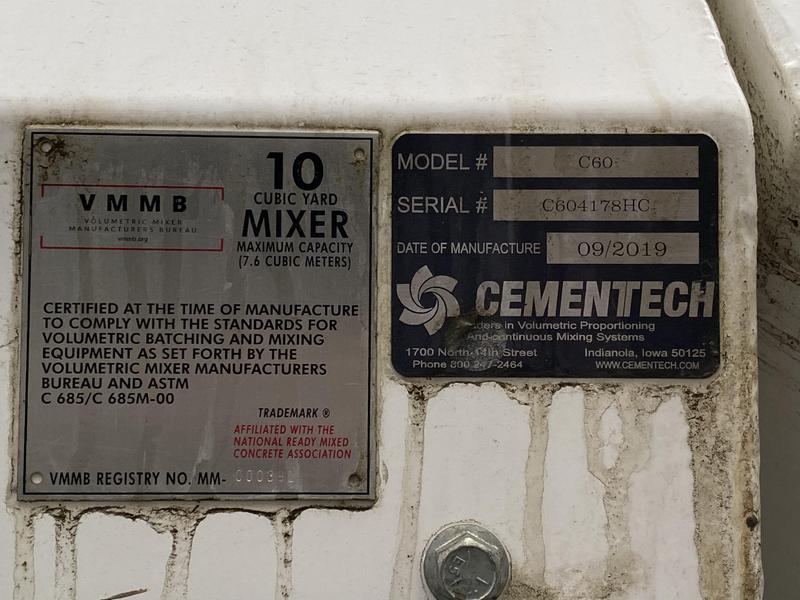 VMMB
VOLUMETRIC MIXER
MANUFACTURERS BUREAU
vmmb.org
10
CUBIC YARD
MIXER
MAXIMUM CAPACITY
(7.6 CUBIC METERS)
CERTIFIED AT THE TIME OF MANUFACTURE
TO COMPLY WITH THE STANDARDS FOR
VOLUMETRIC BATCHING AND MIXING
EQUIPMENT AS SET FORTH BY THE
VOLUMETRIC MIXER MANUFACTURERS
BUREAU AND ASTM
C 685/C 685M-00
TRADEMARK ®
AFFILIATED WITH THE
NATIONAL READY MIXED
CONCRETE ASSOCIATION
VMMB REGISTRY NO. MM-
MODEL # C60
SERIAL # C604178HC
DATE OF MANUFACTURE 09/2019
CEMENTECH
in Volumetric Proportioning
And continuous Mixing Systems
1700 North 14th Street Indianola, Iowa 50125
Phone 800 247-2464 WWW.CEMENTECH.COM